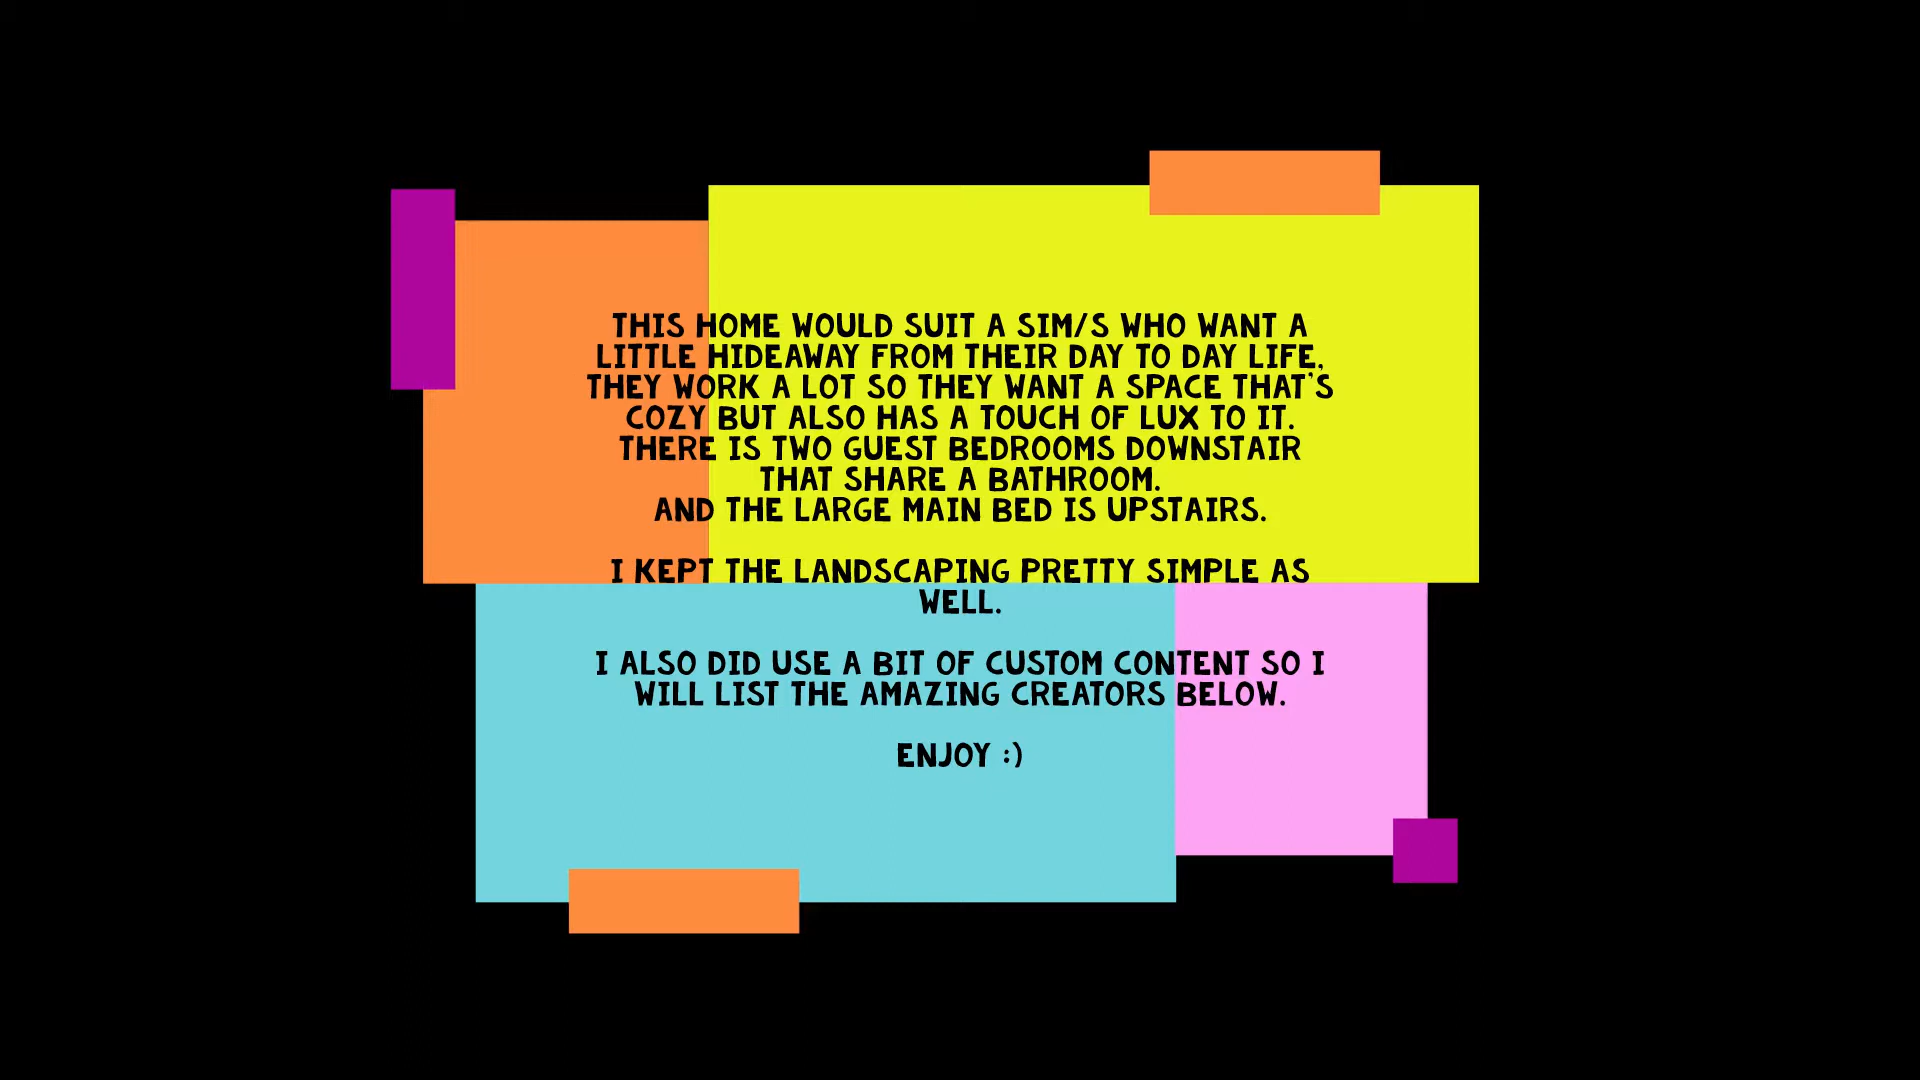 THIS HOME WOULD SUIT A SIM/S WHO WANT A
LITTLE HIDEAWAY FROM THEIR DAY TO DAY LIFE,
THEY WORK A LOT SO THEY WANT A SPACE THAT'S
COZY BUT ALSO HAS A TOUCH OF LUX TO IT.
THERE IS TWO GUEST BEDROOMS DOWNSTAIR
THAT SHARE A BATHROOM.
AND THE LARGE MAIN BED IS UPSTAIRS.
I KEPT THE LANDSCAPING PRETTY SIMPLE AS
WELL.
I ALSO DID USE A BIT OF CUSTOM CONTENT SO I
WILL LIST THE AMAZING CREATORS BELOW.
ENJOY :)